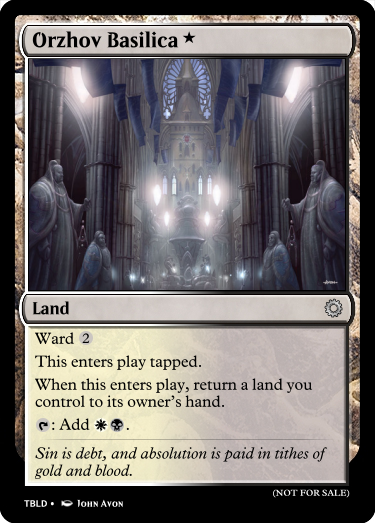 Orzhov Basilica ★
Land
Ward 2
This enters play tapped.
When this enters play, return a land you
control to its owner's hand.
: Add .
Sin is debt, and absolution is paid in tithes of
gold and blood.
(NOT FOR SALE)
TBLD • John Avon